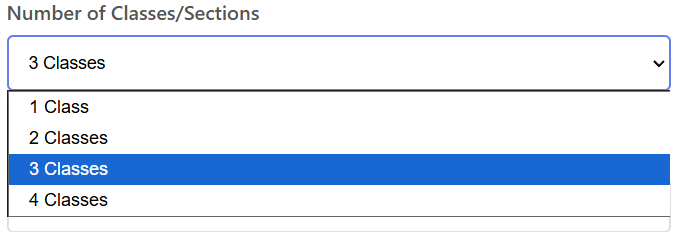 Number of Classes/Sections
3 Classes
1 Class
2 Classes
3 Classes
4 Classes